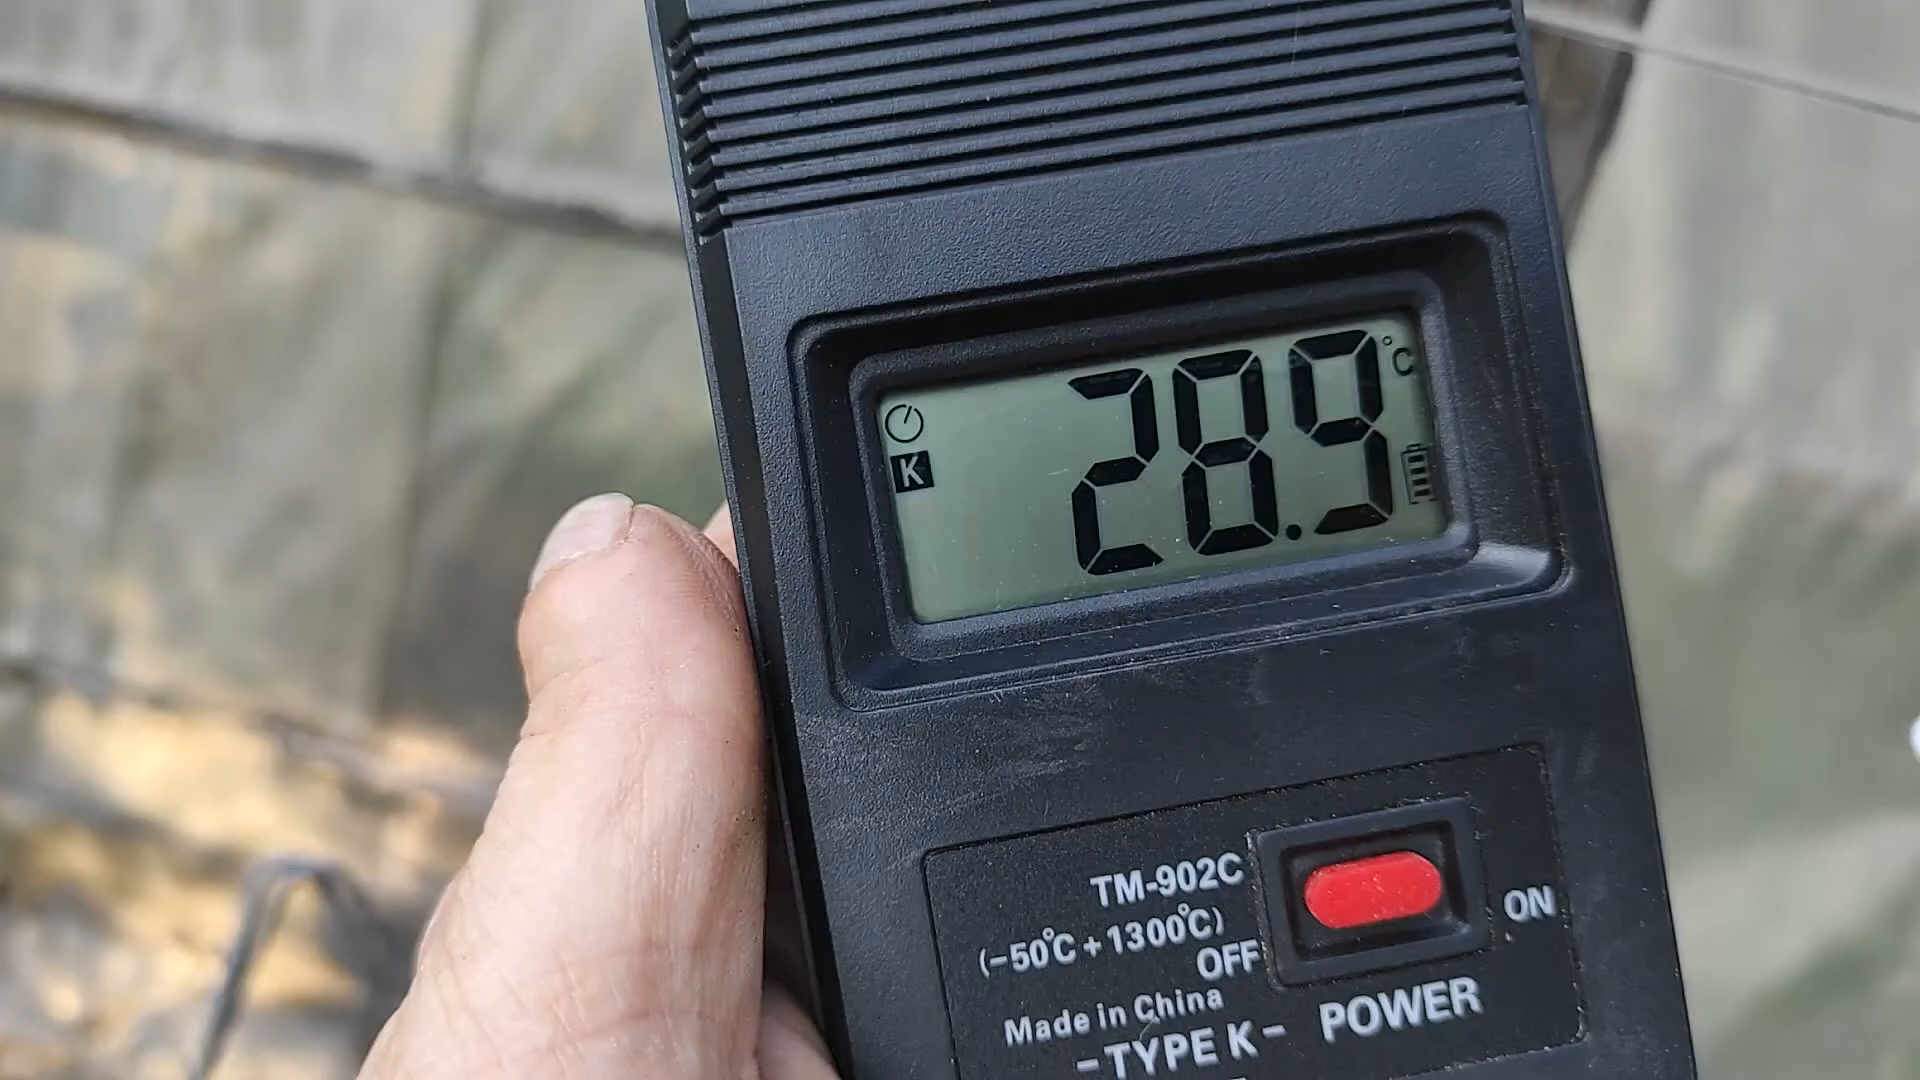 28.9 °C
K
TM-902C
(-50℃+1300℃)
OFF
ON
Made in China
POWER
-TYPE K-